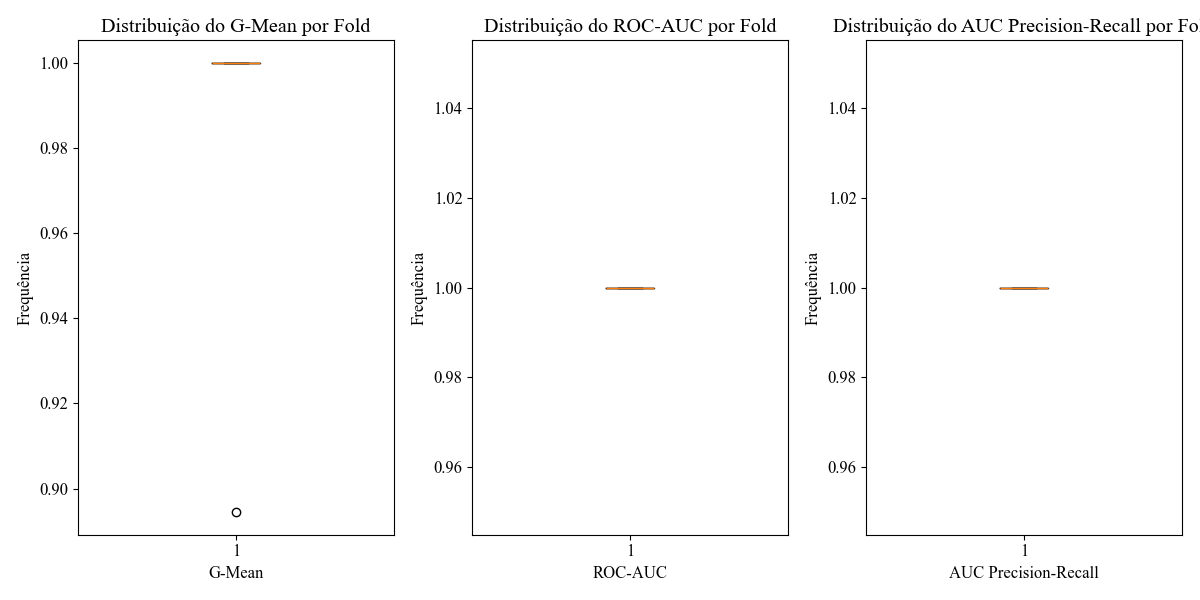 Distribuição do G-Mean por Fold
1.00
0.98
0.96
0.94
0.92
0.90
Frequência
1
G-Mean
Distribuição do ROC-AUC por Fold
1.04
1.02
1.00
0.98
0.96
Frequência
1
ROC-AUC
Distribuição do AUC Precision-Recall por Fo
1.04
1.02
1.00
0.98
0.96
Frequência
1
AUC Precision-Recall